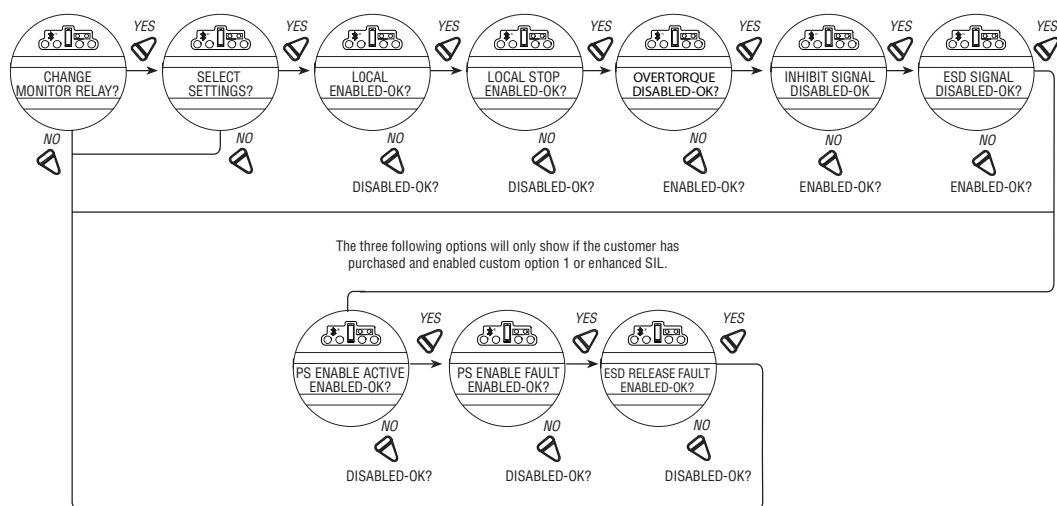 YES
YES
YES
YES
YES
YES
YES
CHANGE
MONITOR RELAY?
SELECT
SETTINGS?
LOCAL
ENABLED-OK?
LOCAL STOP
ENABLED-OK?
OVERTORQUE
DISABLED-OK?
INHIBIT SIGNAL
DISABLED-OK
ESD SIGNAL
DISABLED-OK?
NO
NO
NO
NO
NO
NO
NO
DISABLED-OK?
DISABLED-OK?
ENABLED-OK?
ENABLED-OK?
ENABLED-OK?
The three following options will only show if the customer has
purchased and enabled custom option 1 or enhanced SIL.
YES
YES
YES
PS ENABLE ACTIVE
ENABLED-OK?
PS ENABLE FAULT
ENABLED-OK?
ESD RELEASE FAULT
ENABLED-OK?
NO
NO
NO
DISABLED-OK?
DISABLED-OK?
DISABLED-OK?